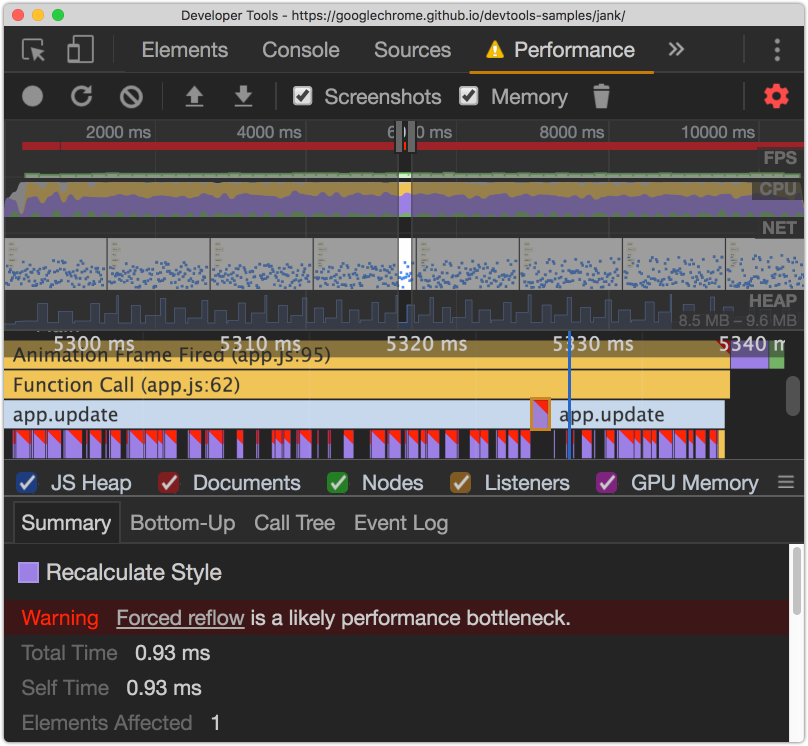 Developer Tools - https://googlechrome.github.io/devtools-samples/jank/
Elements Console Sources Performance »
Screenshots Memory
2000 ms 4000 ms ms 8000 ms 10000 ms
FPS
CPU
NET
HEAP
8.5 MB – 9.6 MB
5300 ms 5310 ms 5320 ms 5330 ms 5340 m
Animation Frame Fired (app.js:95)
Function Call (app.js:62)
app.update app.update
JS Heap Documents Nodes Listeners GPU Memory
Summary Bottom-Up Call Tree Event Log
Recalculate Style
Warning Forced reflow is a likely performance bottleneck.
Total Time 0.93 ms
Self Time 0.93 ms
Elements Affected 1